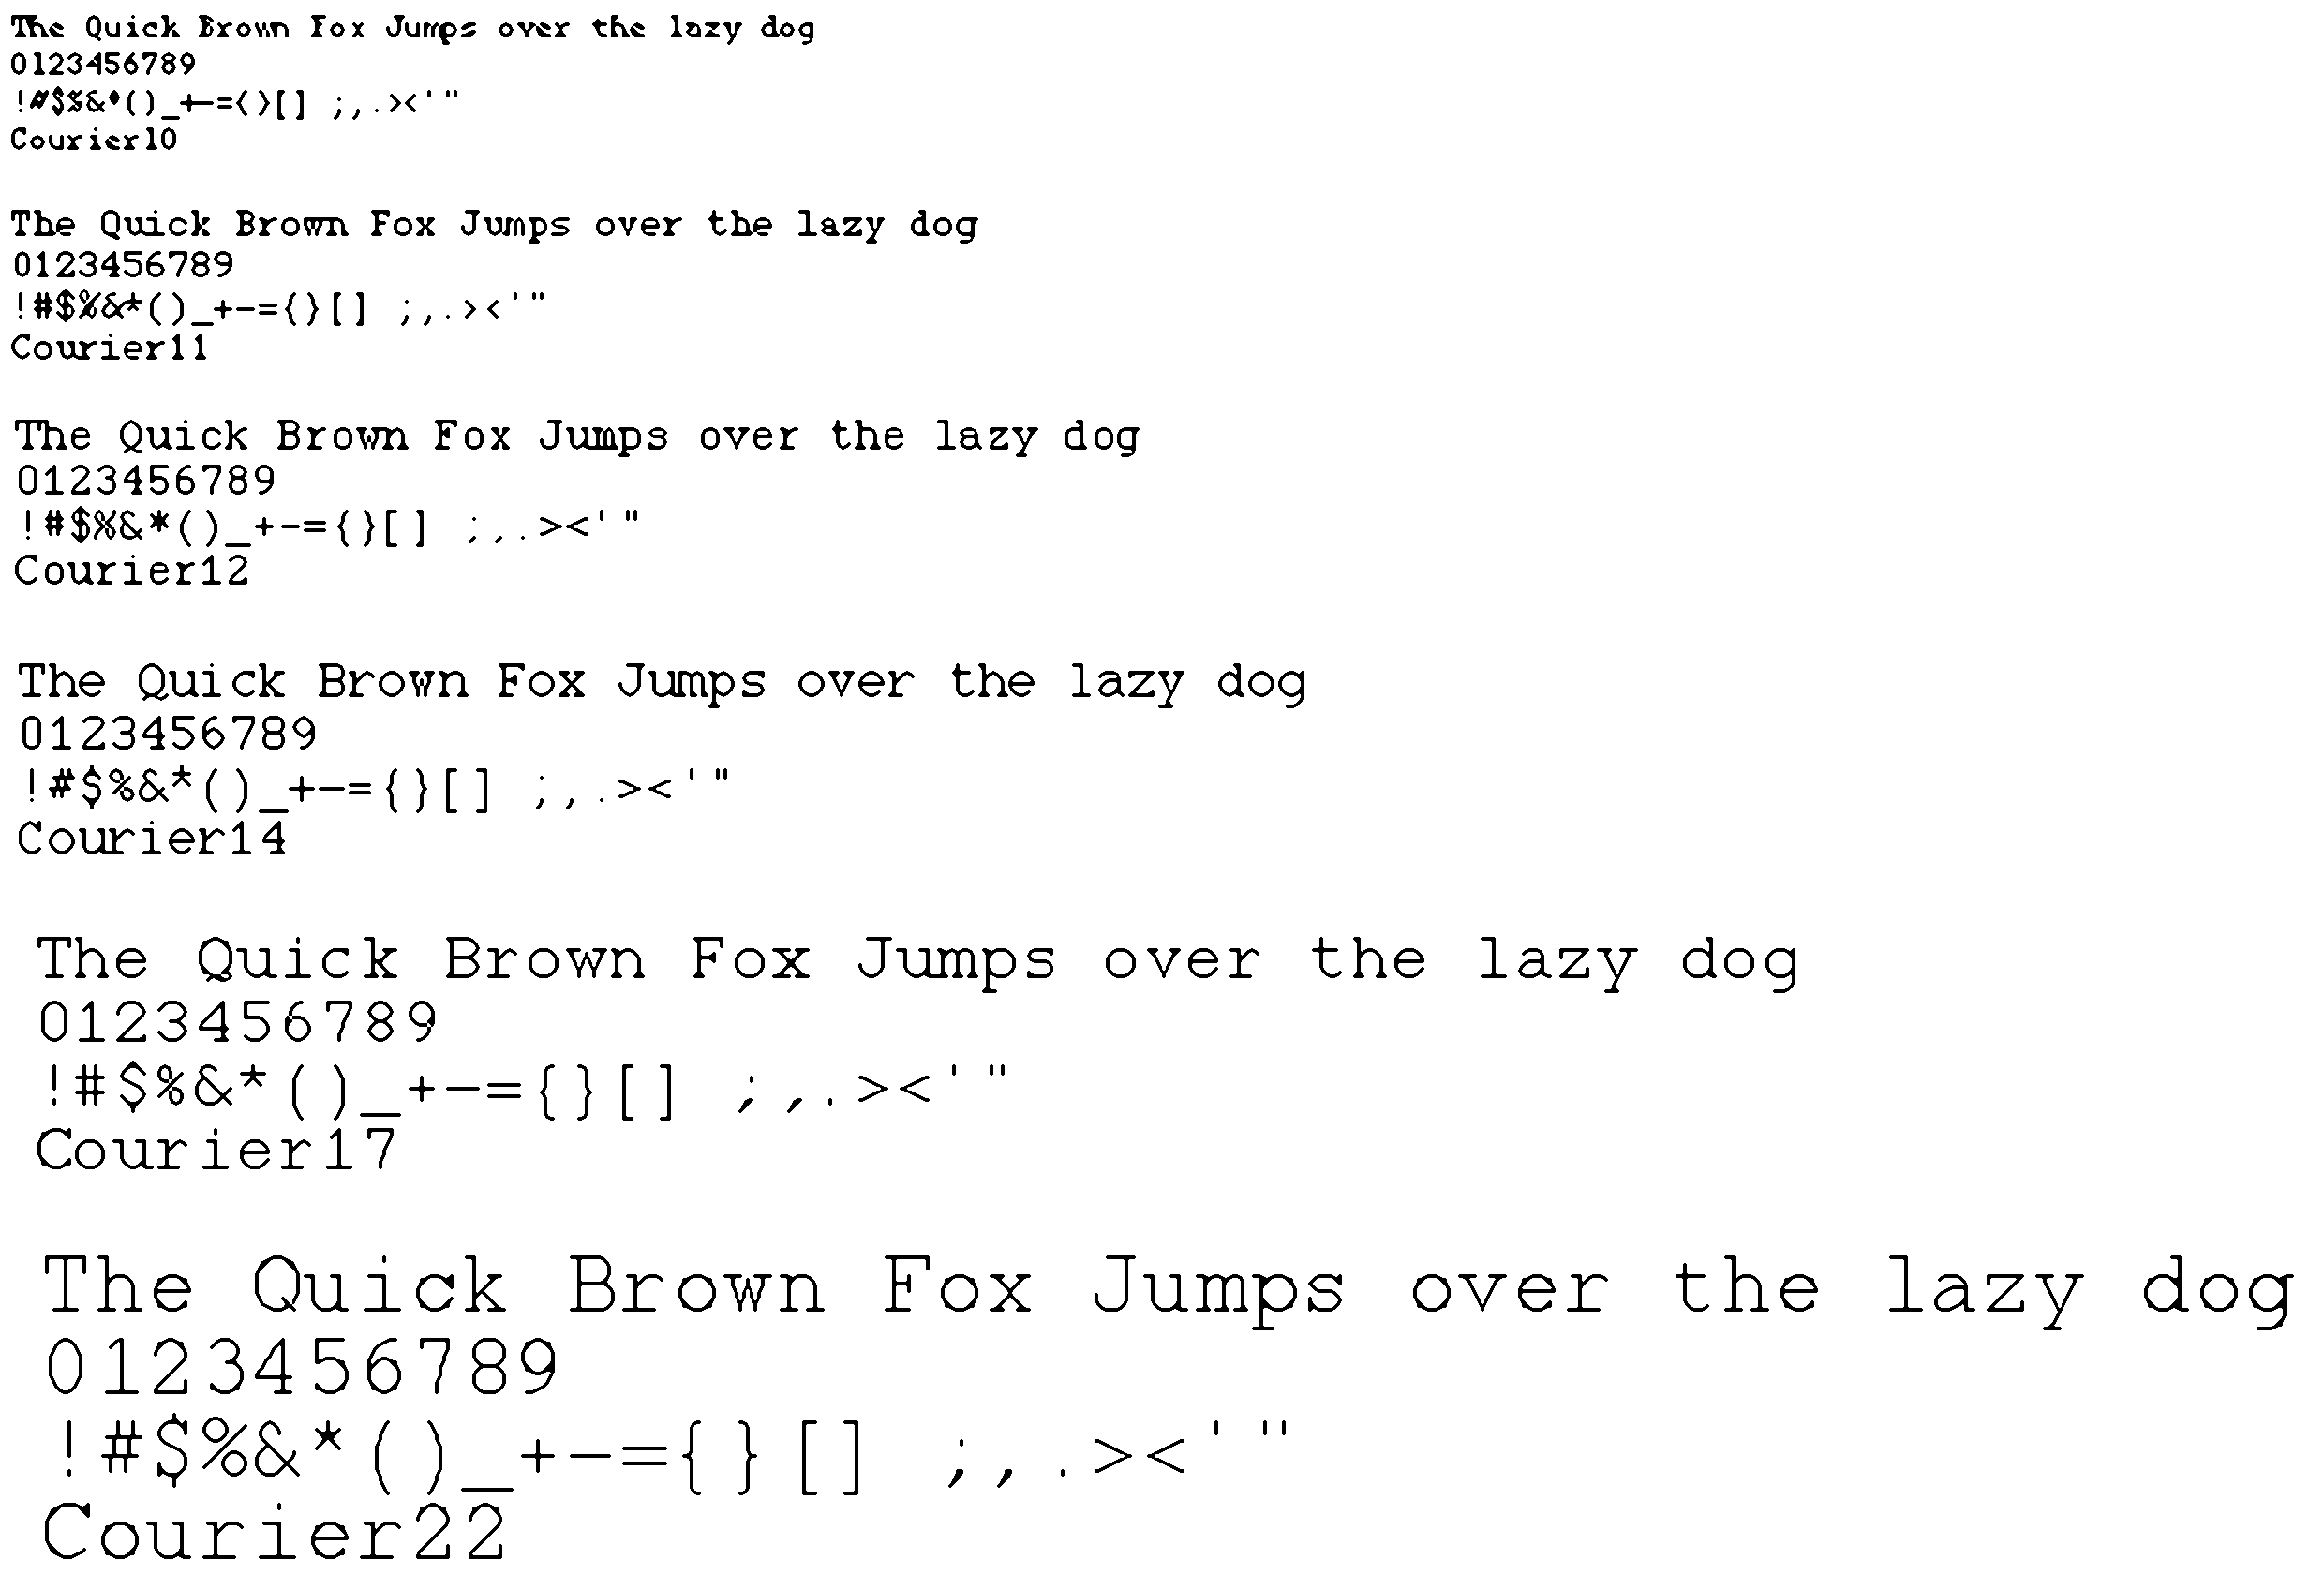 The Quick Brown Fox Jumps over the lazy dog
0123456789
!#$%&*()_+-={}[] ;,.><'"
Courier10
The Quick Brown Fox Jumps over the lazy dog
0123456789
!#$%&*()_+-={}[] ;,.><'"
Courier11
The Quick Brown Fox Jumps over the lazy dog
0123456789
!#$%&*()_+-={}[] ;,.><'"
Courier12
The Quick Brown Fox Jumps over the lazy dog
0123456789
!#$%&*()_+-={}[] ;,.><'"
Courier14
The Quick Brown Fox Jumps over the lazy dog
0123456789
!#$%&*()_+-={}[] ;,.><'"
Courier17
The Quick Brown Fox Jumps over the lazy dog
0123456789
!#$%&*()_+-={}[] ;,.><'"
Courier22